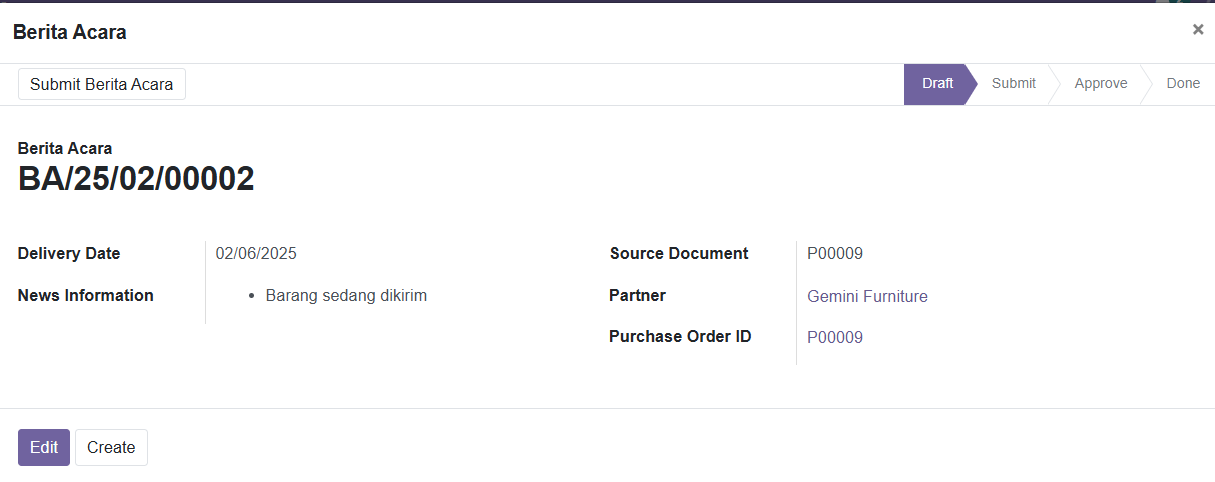 Berita Acara
×
Submit Berita Acara
Draft
Submit
Approve
Done
Berita Acara
BA/25/02/00002
Delivery Date 02/06/2025
News Information • Barang sedang dikirim
Source Document P00009
Partner Gemini Furniture
Purchase Order ID P00009
Edit
Create